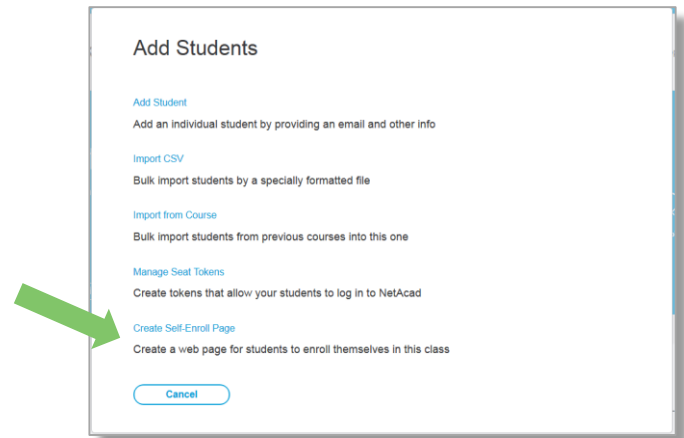 Add Students
Add Student
Add an individual student by providing an email and other info
Import CSV
Bulk import students by a specially formatted file
Import from Course
Bulk import students from previous courses into this one
Manage Seat Tokens
Create tokens that allow your students to log in to NetAcad
Create Self-Enroll Page
Create a web page for students to enroll themselves in this class
Cancel